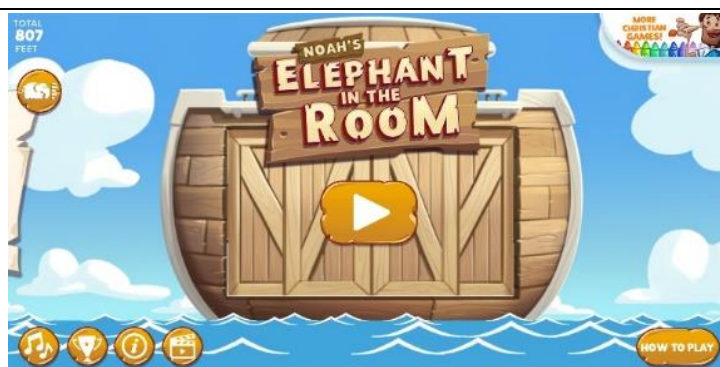 TOTAL
807
FEET
NOAH'S
ELEPHANT
IN THE
ROOM
MORE
CHRISTIAN
GAMES!
HOW TO PLAY